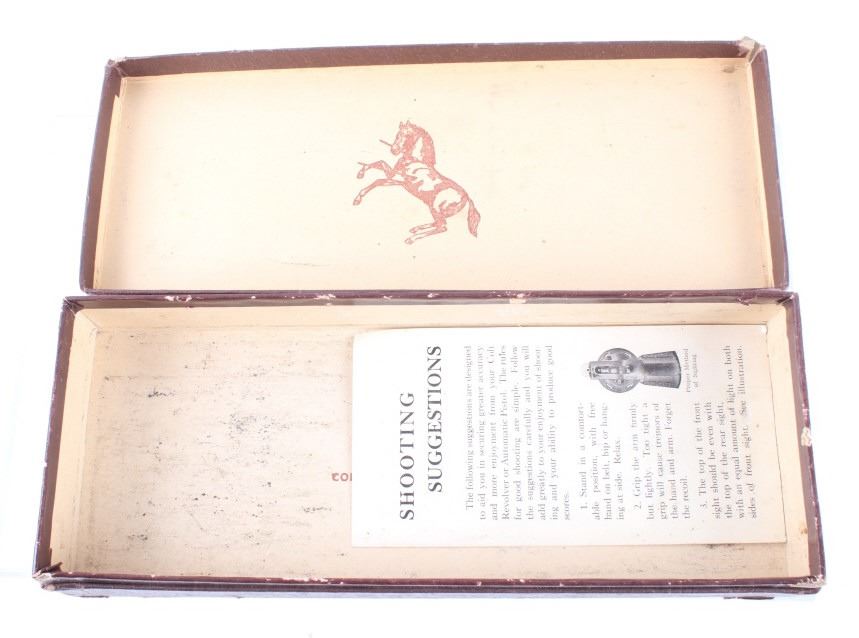 SHOOTING
SUGGESTIONS
The following suggestions are designed
to aid you in securing greater accuracy
and more enjoyment from your Colt
Revolver or Automatic Pistol. The rules
for good shooting are simple. Follow
the suggestions carefully and you will
add greatly to your enjoyment of shoot-
ing and your ability to produce good
scores.
1. Stand in a comfort-
able position, with free
hand on belt, hip or hang-
ing at side. Relax.
2. Grip the arm firmly
but lightly. Too tight a
grip will cause tremors of
the hand and arm. Forget
the recoil.
3. The top of the front
sight should be even with
the top of the rear sight,
with an equal amount of light on both
sides of front sight. See illustration.
Proper Method
of Sighting